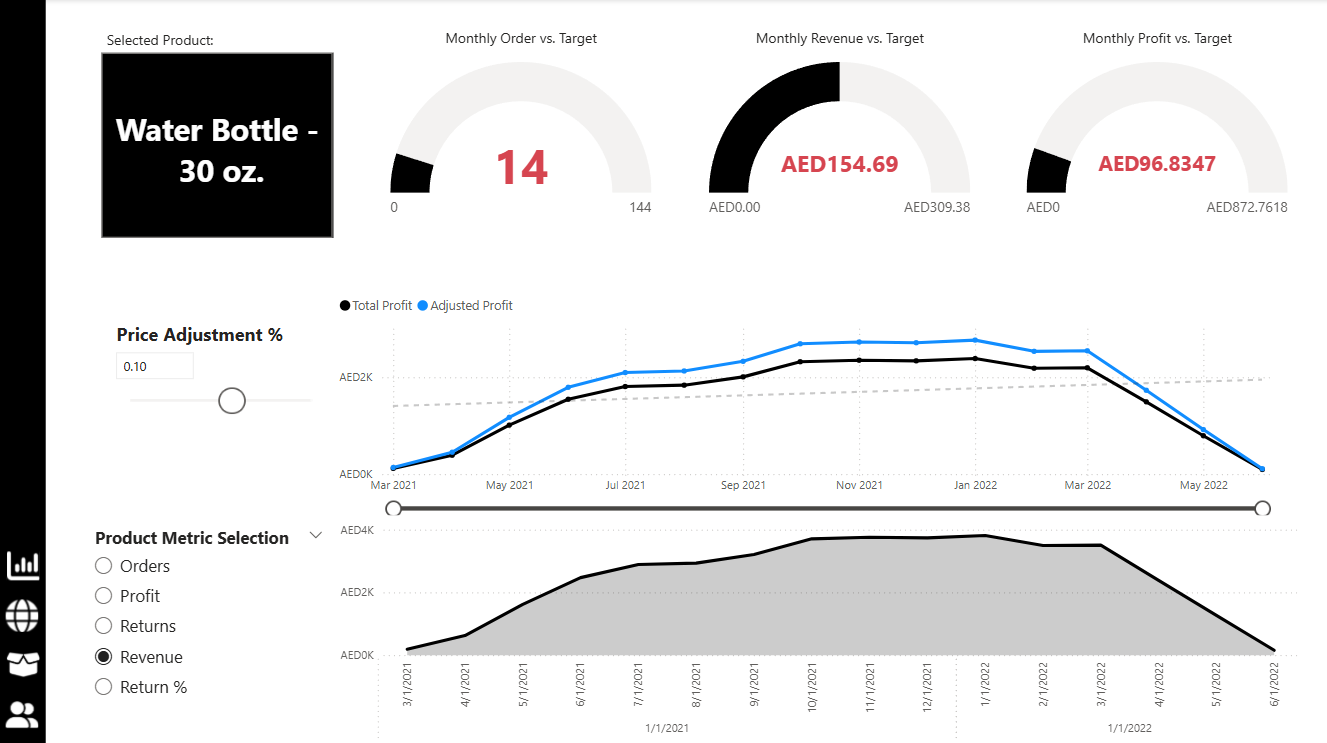 Selected Product:
Water Bottle -
30 oz.
Monthly Order vs. Target
14
0
144
Monthly Revenue vs. Target
AED154.69
AED0.00
AED309.38
Monthly Profit vs. Target
AED96.8347
AED0
AED872.7618
Price Adjustment %
0.10
Total Profit Adjusted Profit
AED2K
AED0K
Mar 2021 May 2021 Jul 2021 Sep 2021 Nov 2021 Jan 2022 Mar 2022 May 2022
Product Metric Selection
Orders
Profit
Returns
Revenue
Return %
AED4K
AED2K
AED0K
3/1/2021
4/1/2021
5/1/2021
6/1/2021
7/1/2021
8/1/2021
9/1/2021
10/1/2021
11/1/2021
12/1/2021
1/1/2022
2/1/2022
3/1/2022
4/1/2022
5/1/2022
6/1/2022
1/1/2021
1/1/2022